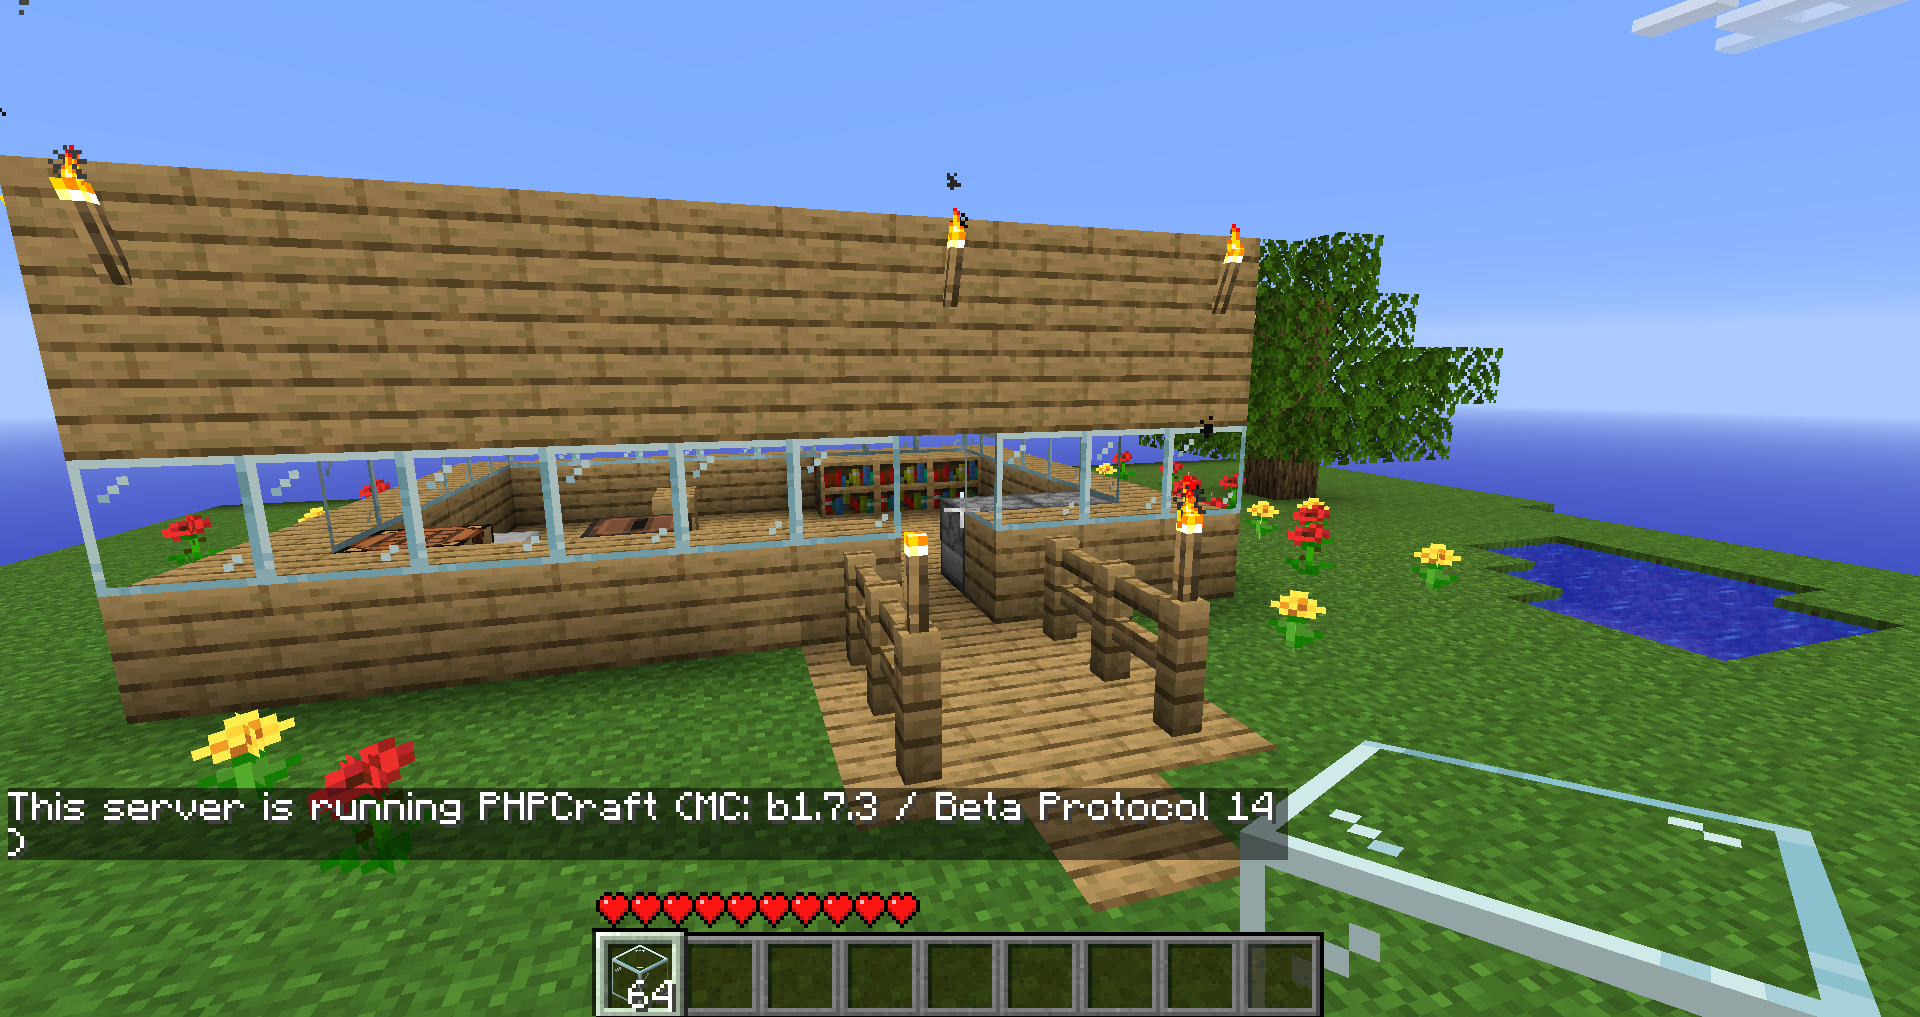 This server is running PHPCraft (MC: b1.7.3 / Beta Protocol 14
)
64